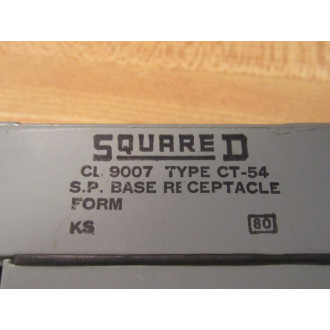 SQUARE D
CL 9007 TYPE CT-54
S.P. BASE RECEPTACLE
FORM
KS 80